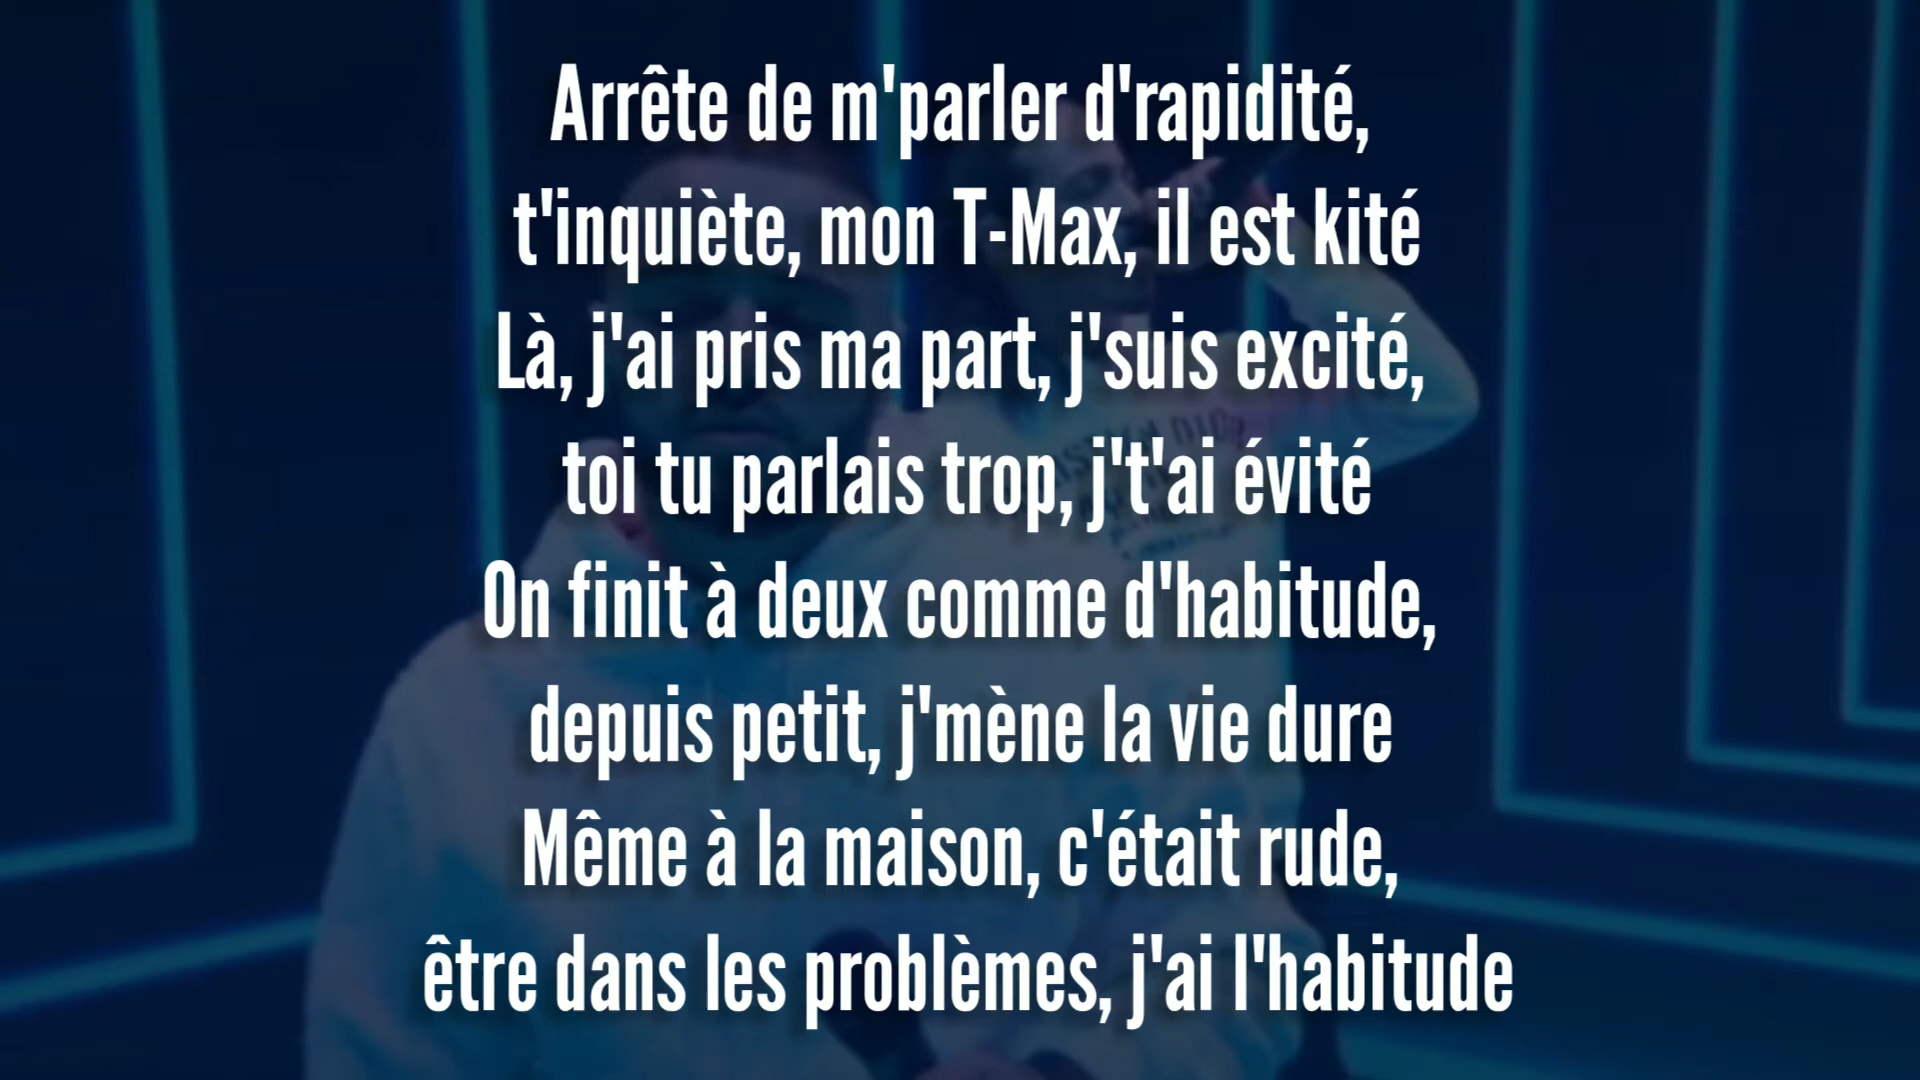 Arrête de m'parler d'rapidité,
t'inquiète, mon T-Max, il est kité
Là, j'ai pris ma part, j'suis excité,
toi tu parlais trop, j't'ai évité
On finit à deux comme d'habitude,
depuis petit, j'mène la vie dure
Même à la maison, c'était rude,
être dans les problèmes, j'ai l'habitude